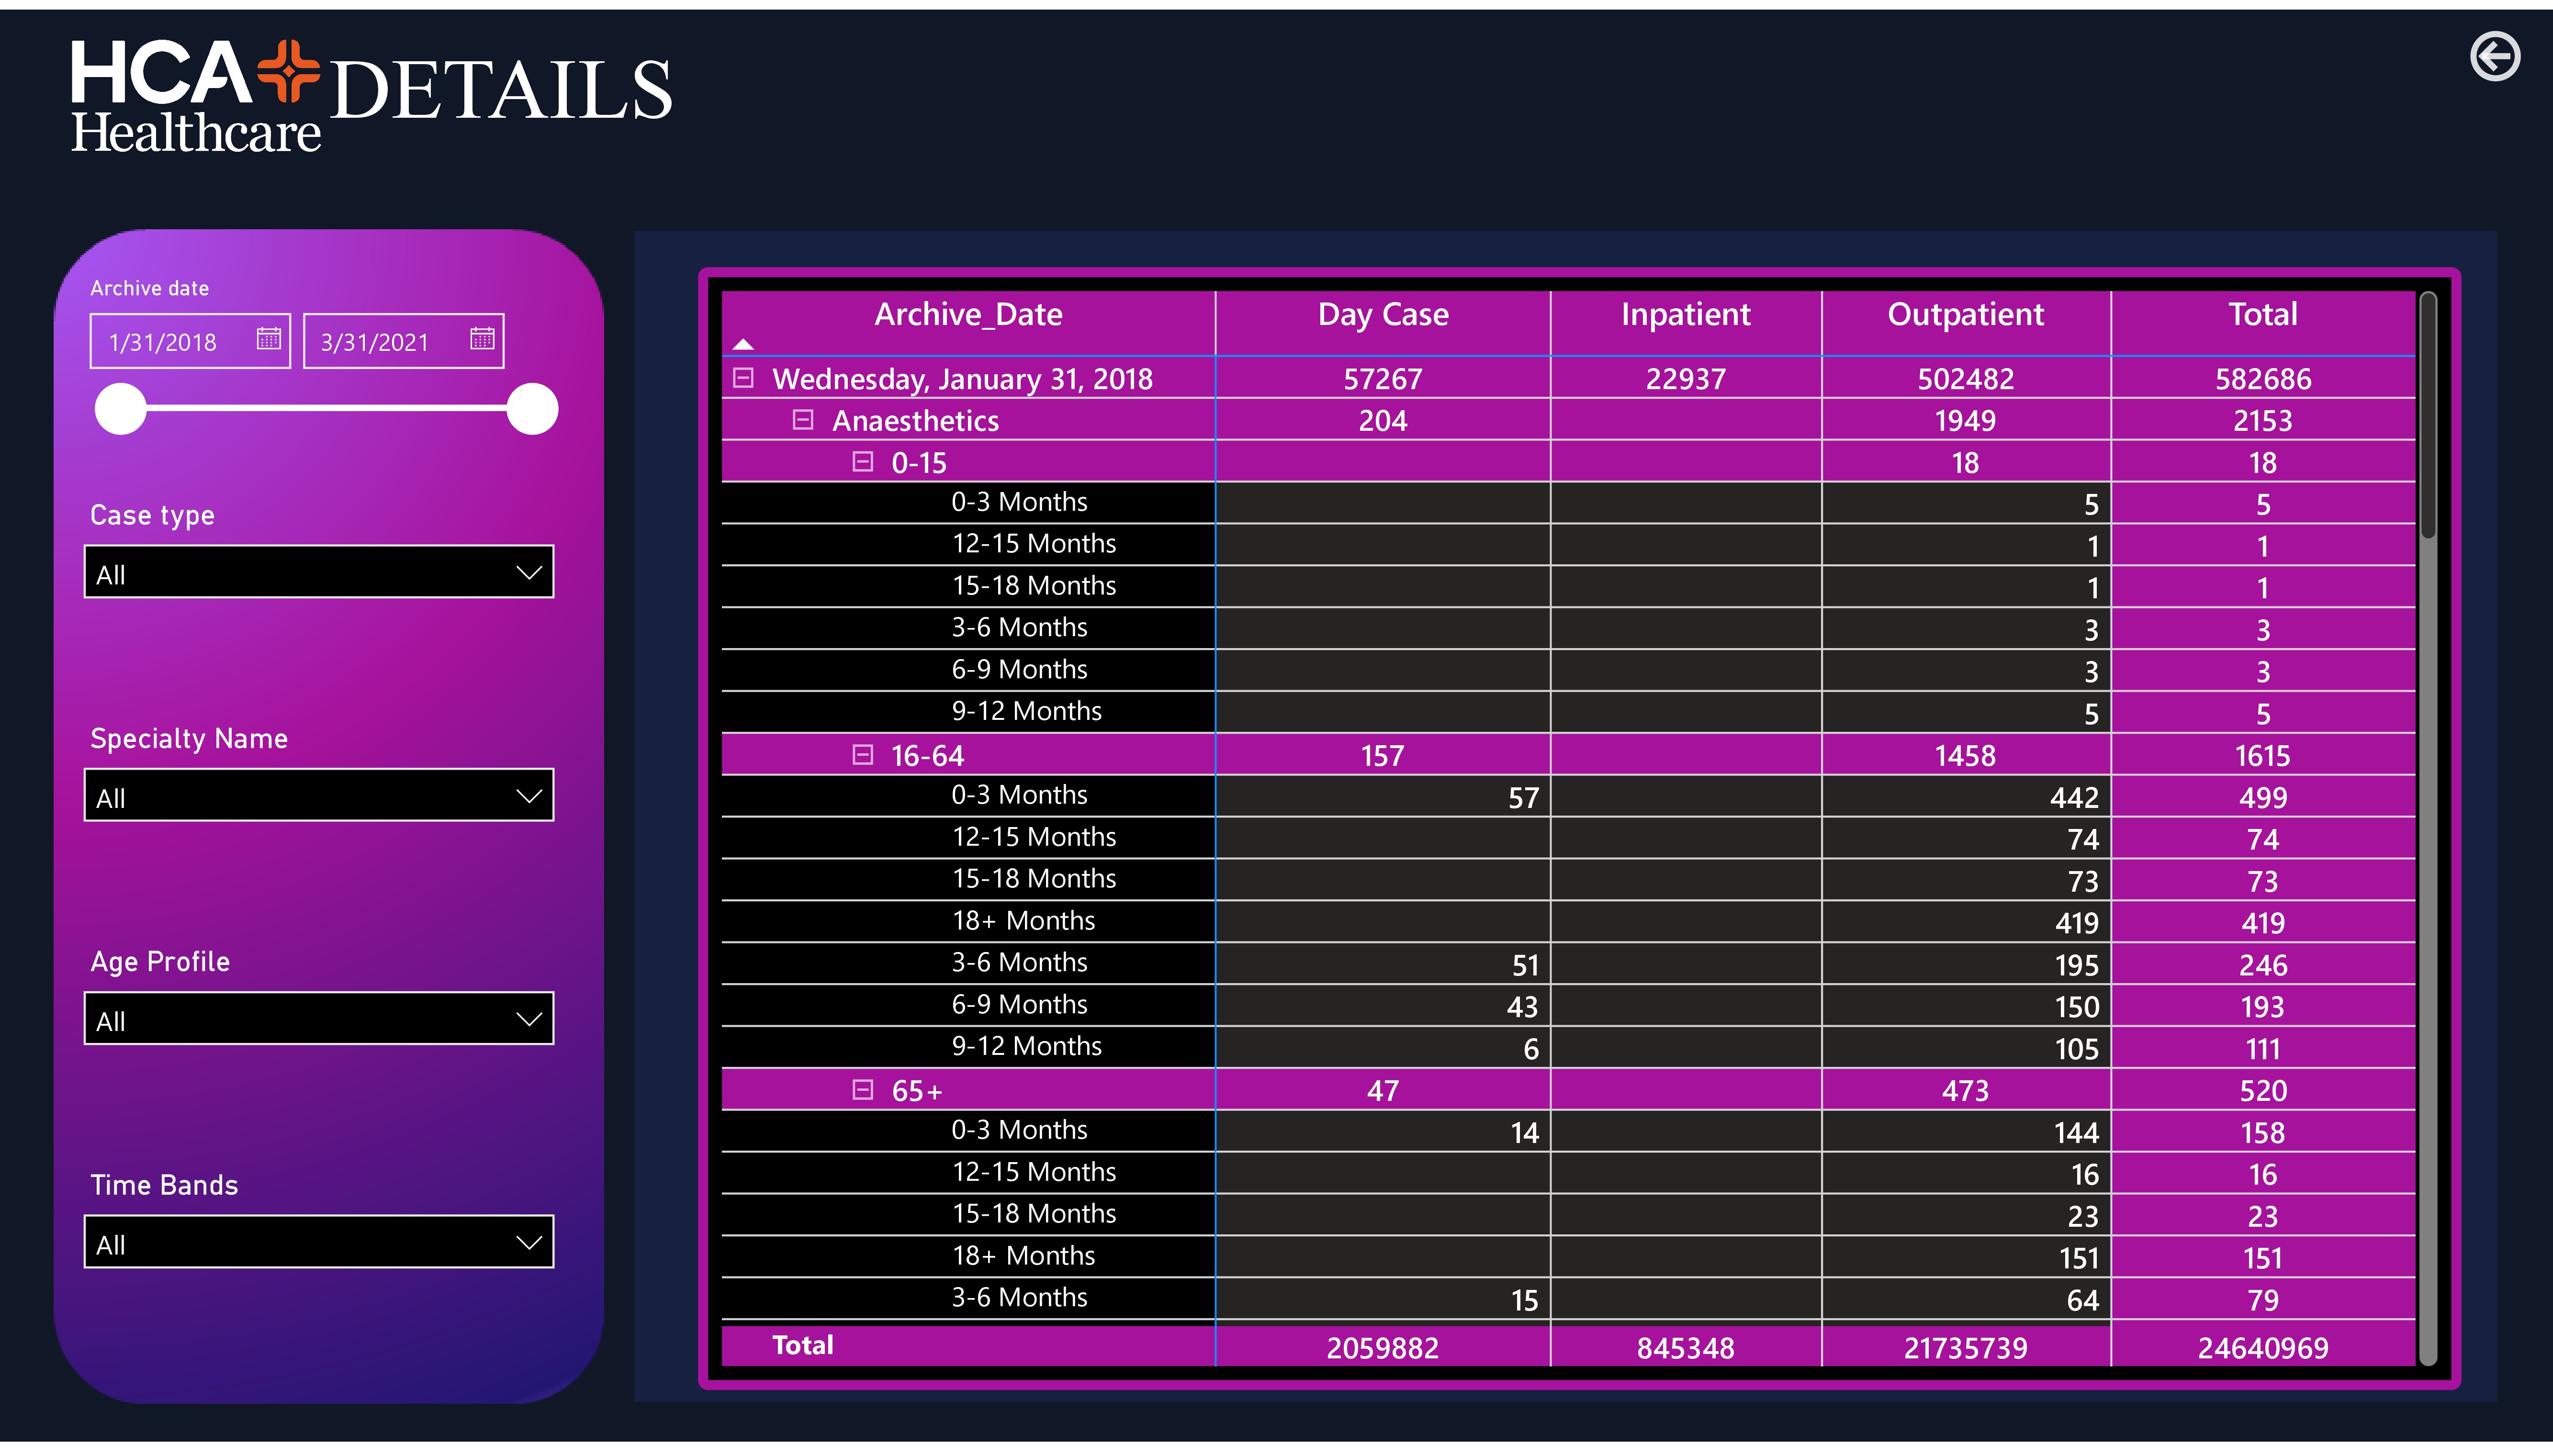 HCA
Healthcare
DETAILS
Archive date
1/31/2018 3/31/2021
Case type
All
Specialty Name
All
Age Profile
All
Time Bands
All
Archive_Date Day Case Inpatient Outpatient Total
Wednesday, January 31, 2018 57267 22937 502482 582686
Anaesthetics 204 1949 2153
0-15 18 18
0-3 Months 5 5
12-15 Months 1 1
15-18 Months 1 1
3-6 Months 3 3
6-9 Months 3 3
9-12 Months 5 5
16-64 157 1458 1615
0-3 Months 57 442 499
12-15 Months 74 74
15-18 Months 73 73
18+ Months 419 419
3-6 Months 51 195 246
6-9 Months 43 150 193
9-12 Months 6 105 111
65+ 47 473 520
0-3 Months 14 144 158
12-15 Months 16 16
15-18 Months 23 23
18+ Months 151 151
3-6 Months 15 64 79
Total 2059882 845348 21735739 24640969